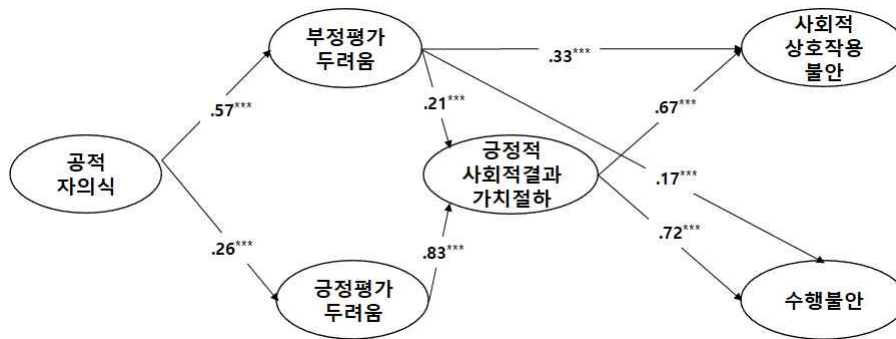 부정평가
두려움
사회적
상호작용
불안
.33***
.57***
.21***
.67***
공적
자의식
긍정적
사회적결과
가치절하
.17***
.26***
.83***
.72***
긍정평가
두려움
수행불안